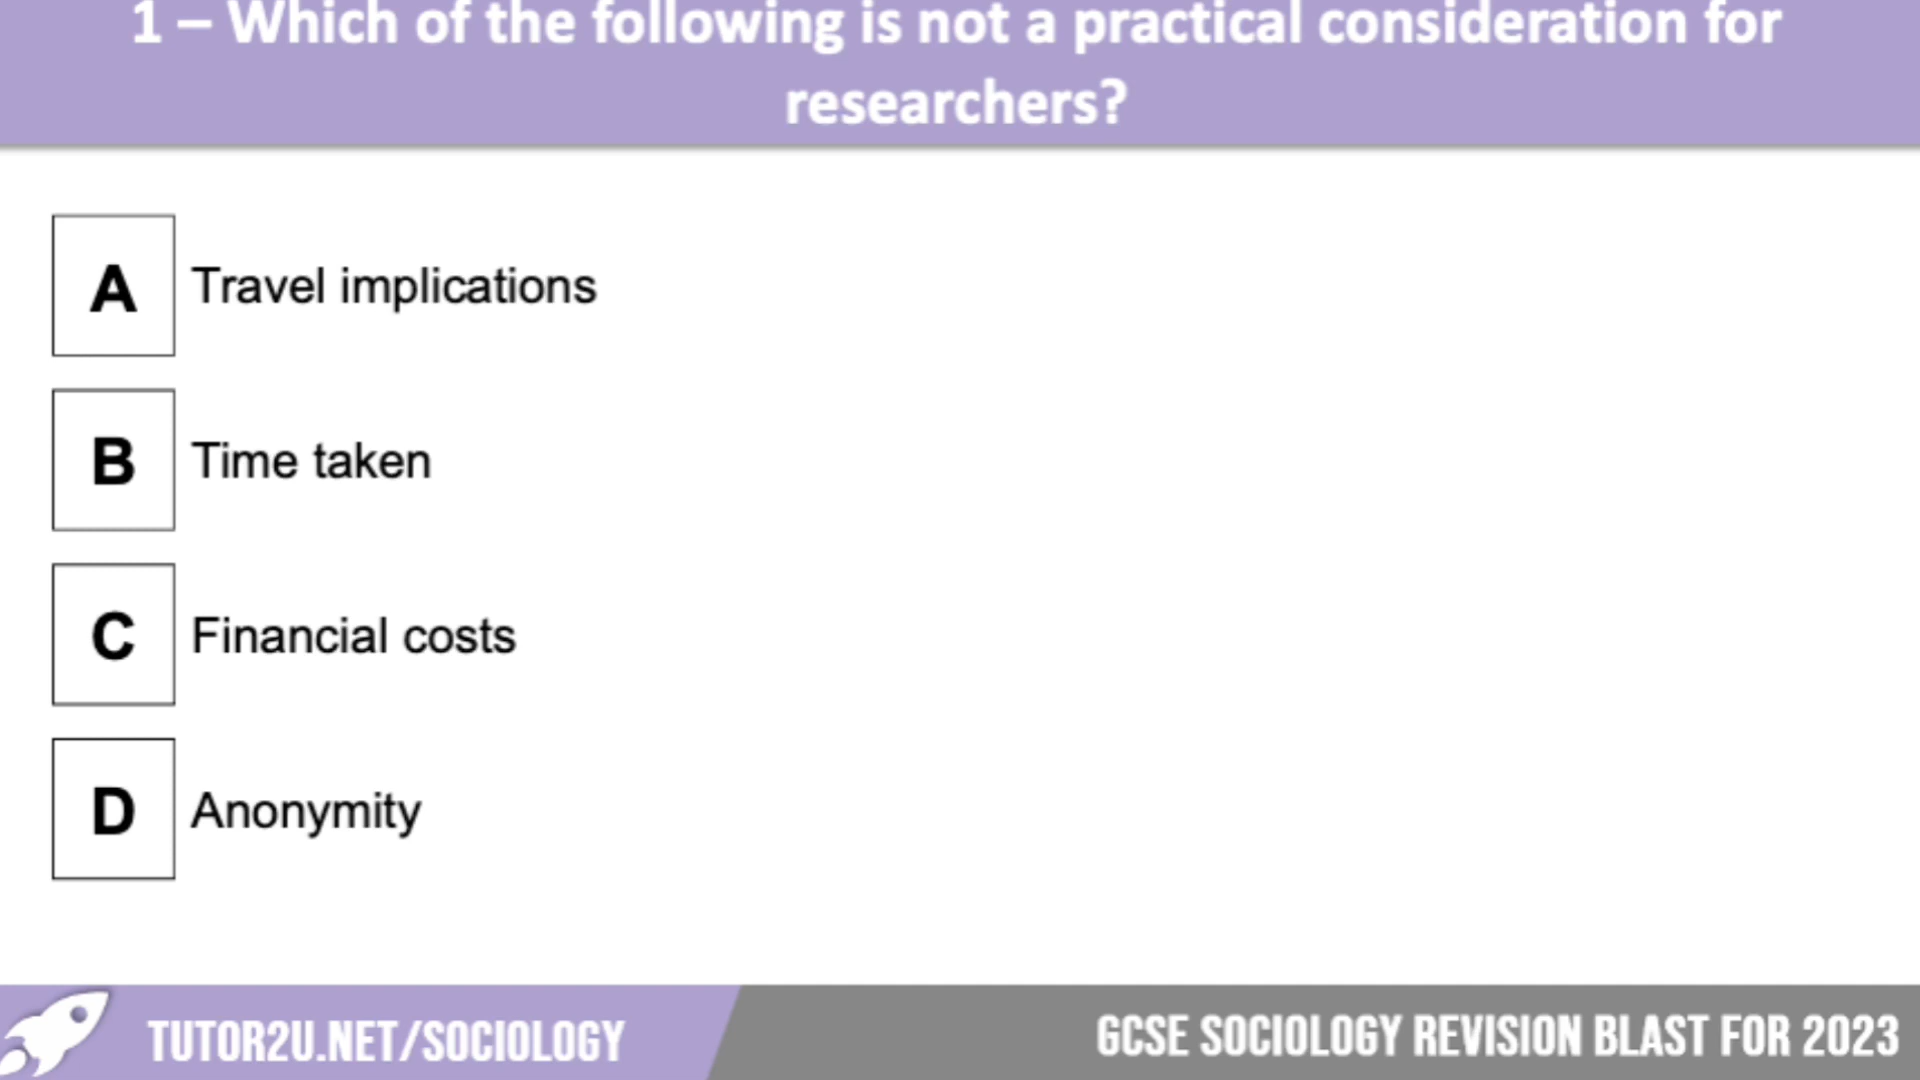 1 – Which of the following is not a practical consideration for
researchers?
A Travel implications
B Time taken
C Financial costs
D Anonymity
TUTOR2U.NET/SOCIOLOGY
GCSE SOCIOLOGY REVISION BLAST FOR 2023